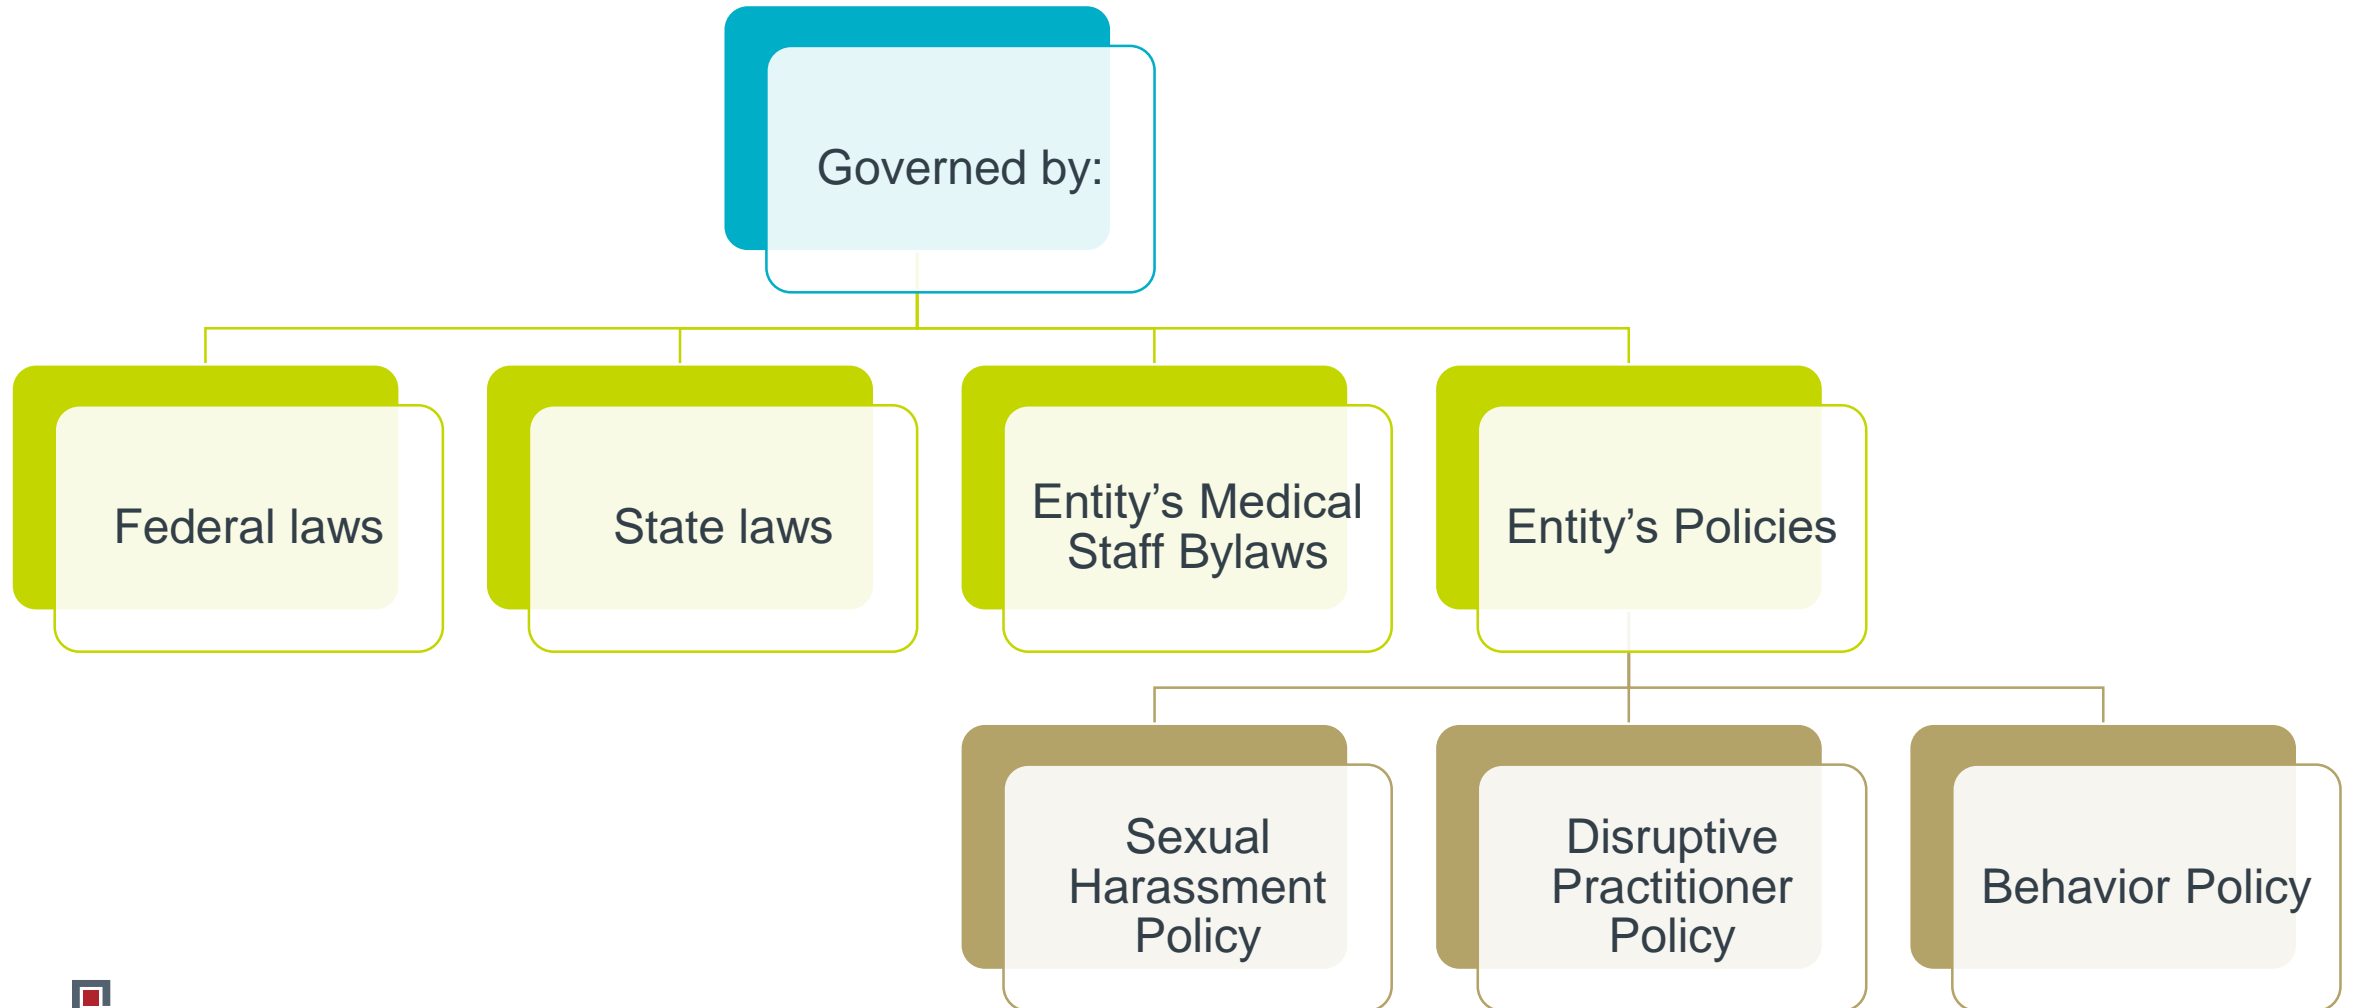 Governed by:
Federal laws
State laws
Entity’s Medical
Staff Bylaws
Entity’s Policies
Sexual
Harassment
Policy
Disruptive
Practitioner
Policy
Behavior Policy